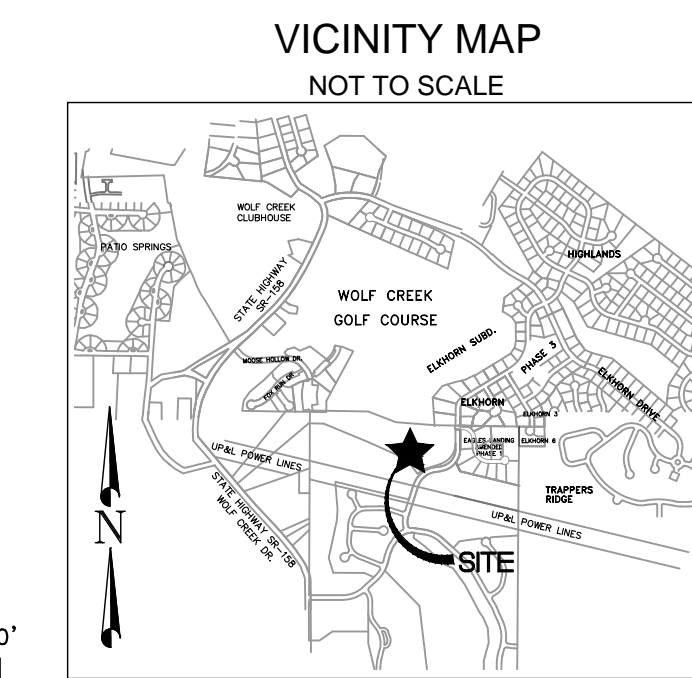 VICINITY MAP
NOT TO SCALE
WOLF CREEK
CLUBHOUSE
PATIO SPRINGS
STATE HIGHWAY
SR-158
HIGHLANDS
WOLF CREEK
GOLF COURSE
ELKHORN SUBD.
PHASE 3
MOOSE HOLLOW DR.
FOX RUN DR.
ELKHORN DRIVE
ELKHORN
ELKHORN 3
EAGLES LANDING
AMENDED
PHASE 1
ELKHORN 6
UP&L POWER LINES
STATE HIGHWAY SR-158
WOLF CREEK DR.
TRAPPERS
RIDGE
UP&L POWER LINES
N
SITE
0'